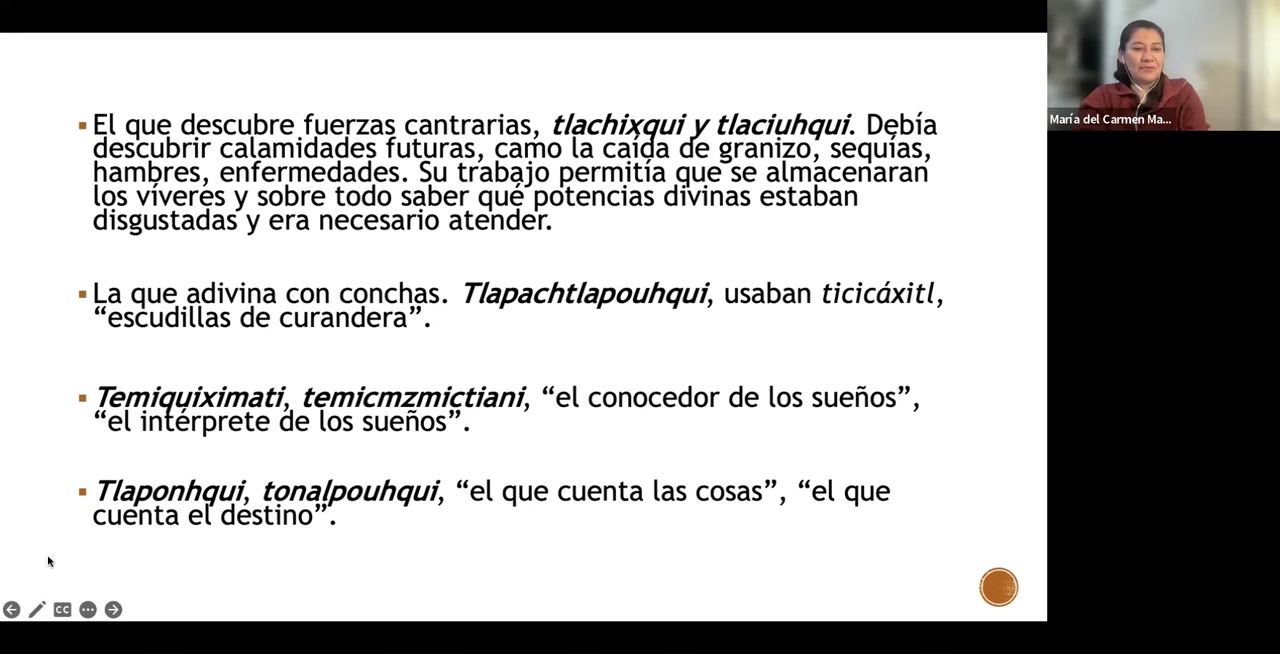 El que descubre fuerzas cantrarias, tlachixqui y tlaciuhqui. Debía
descubrir calamidades futuras, camo la caída de granizo, sequías,
hambres, enfermedades. Su trabajo permitía que se almacenaran
los víveres y sobre todo saber qué potencias divinas estaban
disgustadas y era necesario atender.
La que adivina con conchas. Tlapachtlapouhqui, usaban ticicáxitl,
“escudillas de curandera”.
Temiquiximati, temicmzmictiani, “el conocedor de los sueños”,
“el intérprete de los sueños”.
Tlaponhqui, tonalpouhqui, “el que cuenta las cosas”, “el que
cuenta el destino”.
María del Carmen Ma...
CC